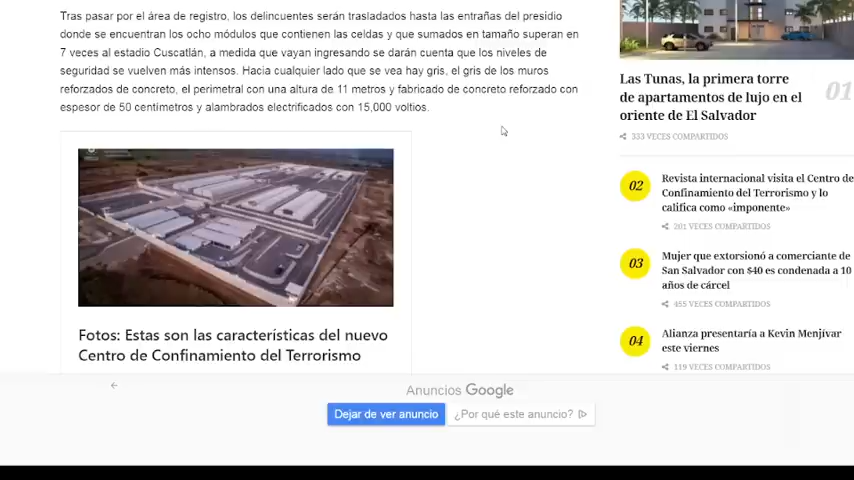 Tras pasar por el área de registro, los delincuentes serán trasladados hasta las entrañas del presidio
donde se encuentran los ocho módulos que contienen las celdas y que sumados en tamaño superan en
7 veces al estadio Cuscatlán, a medida que vayan ingresando se darán cuenta que los niveles de
seguridad se vuelven más intensos. Hacia cualquier lado que se vea hay gris, el gris de los muros
reforzados de concreto, el perimetral con una altura de 11 metros y fabricado de concreto reforzado con
espesor de 50 centímetros y alambrados electrificados con 15,000 voltios.
Fotos: Estas son las características del nuevo
Centro de Confinamiento del Terrorismo
Las Tunas, la primera torre
de apartamentos de lujo en el
oriente de El Salvador
01
333 VECES COMPARTIDOS
02
Revista internacional visita el Centro de
Confinamiento del Terrorismo y lo
califica como «imponente»
201 VECES COMPARTIDOS
03
Mujer que extorsionó a comerciante de
San Salvador con $40 es condenada a 10
años de cárcel
455 VECES COMPARTIDOS
04
Alianza presentaría a Kevin Menjívar
este viernes
119 VECES COMPARTIDOS
Anuncios Google
Dejar de ver anuncio
¿Por qué este anuncio?